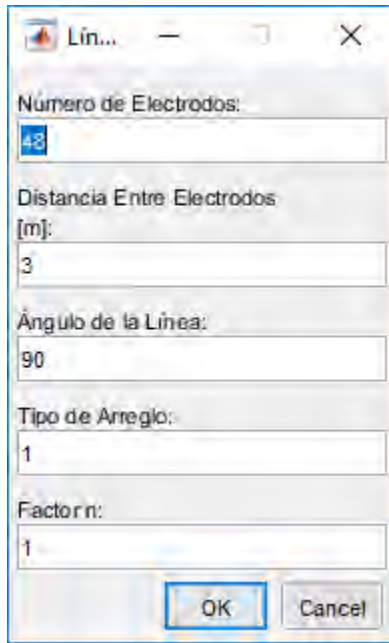 Lín...
Número de Electrodos:
48
Distancia Entre Electrodos
[m]:
3
Ángulo de la Línea:
90
Tipo de Arreglo:
1
Factor n:
1
OK
Cancel